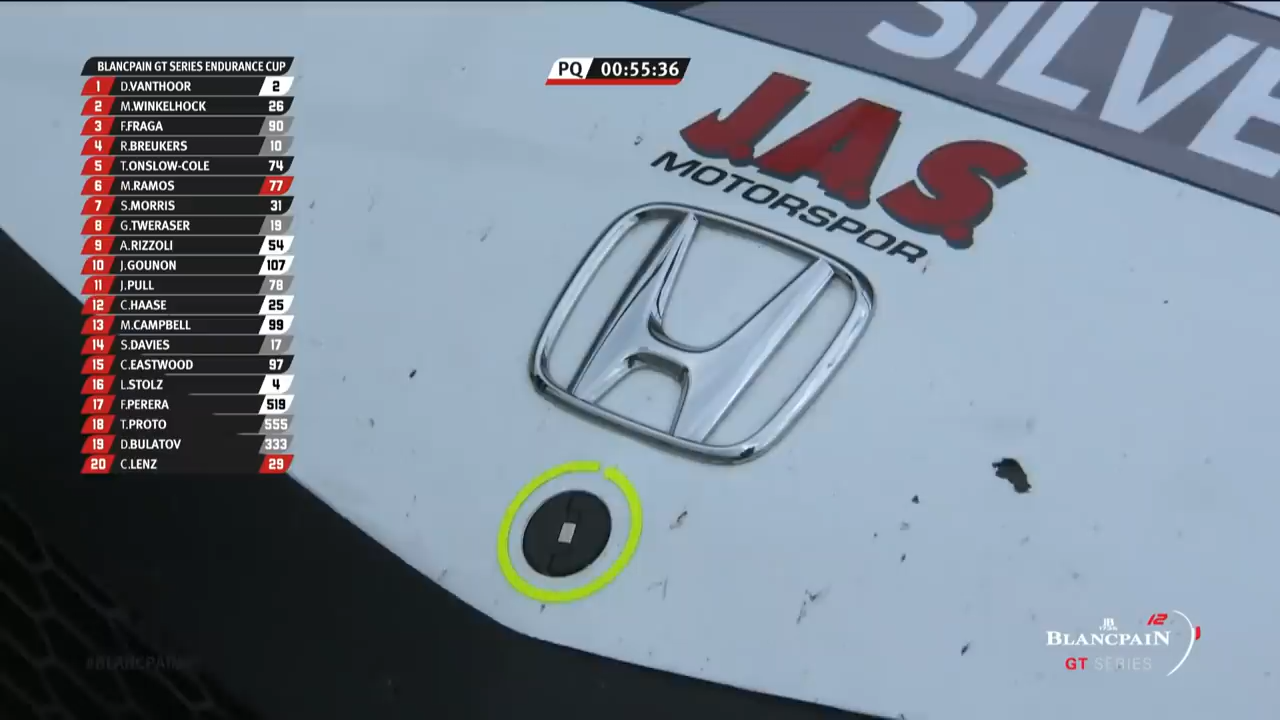 BLANCPAIN GT SERIES ENDURANCE CUP
1 D.VANTHOOR 2
2 M.WINKELHOCK 26
3 F.FRAGA 90
4 R.BREUKERS 10
5 T.ONSLOW-COLE 74
6 M.RAMOS 77
7 S.MORRIS 31
8 G.TWERASER 19
9 A.RIZZOLI 54
10 J.GOUNON 107
11 J.PULL 78
12 C.HAASE 25
13 M.CAMPBELL 99
14 S.DAVIES 17
15 C.EASTWOOD 97
16 L.STOLZ 4
17 F.PERERA 519
18 T.PROTO 555
19 D.BULATOV 333
20 C.LENZ 29
PQ 00:55:36
SILVE
J.A.S.
MOTORSPOR
#BLANCPAIN
JB
1735
BLANCPAIN
12
GT SERIES